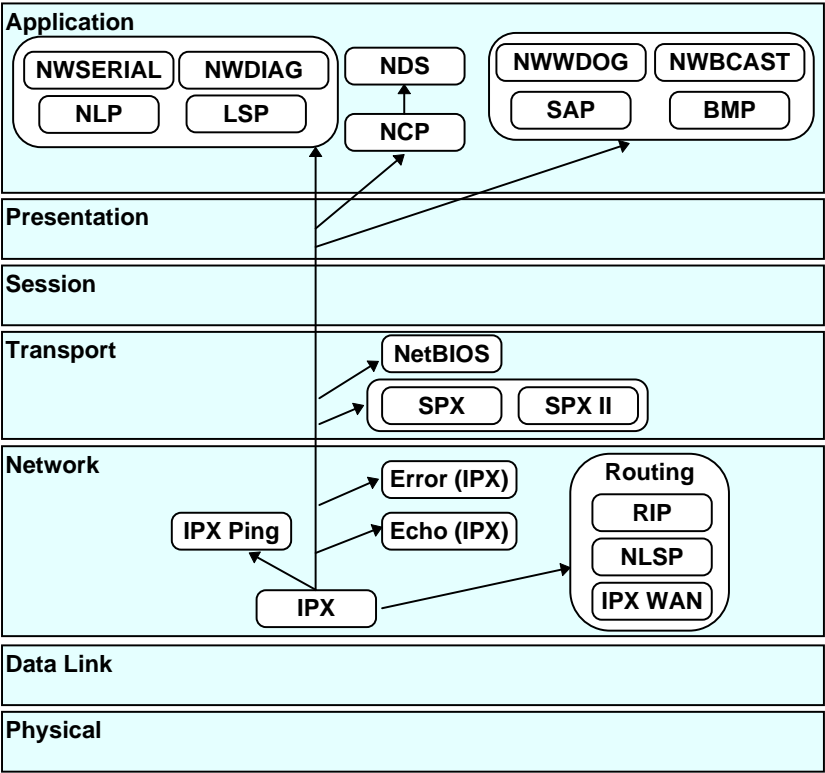 Application
NWSERIAL
NWDIAG
NLP
LSP
NDS
NCP
NWWDOG
NWBCAST
SAP
BMP
Presentation
Session
Transport
NetBIOS
SPX
SPX II
Network
Error (IPX)
IPX Ping
Echo (IPX)
IPX
Routing
RIP
NLSP
IPX WAN
Data Link
Physical